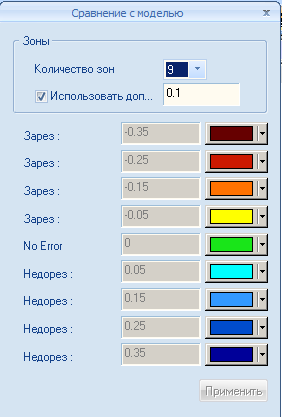 Сравнение с моделью
Зоны
Количество зон 9
Использовать доп... 0.1
Зарез : -0.35
Зарез : -0.25
Зарез : -0.15
Зарез : -0.05
No Error 0
Недорез : 0.05
Недорез : 0.15
Недорез : 0.25
Недорез : 0.35
Применить